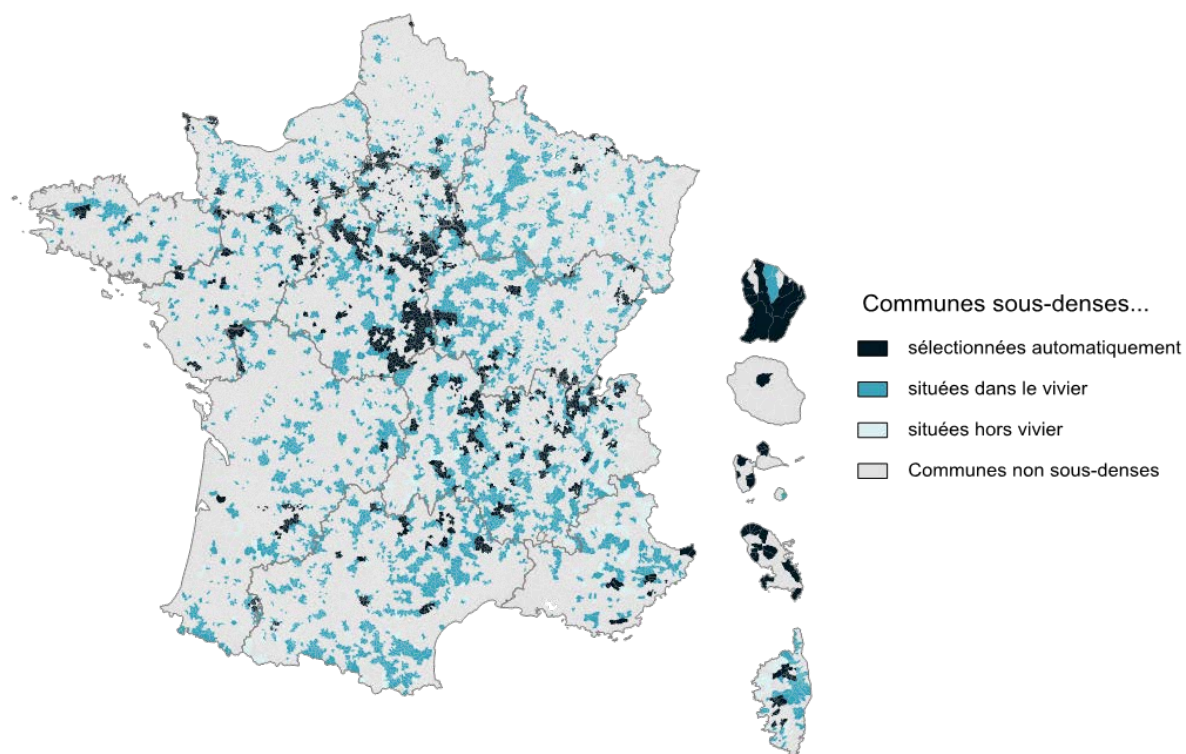 Communes sous-denses...
sélectionnées automatiquement
situées dans le vivier
situées hors vivier
Communes non sous-denses